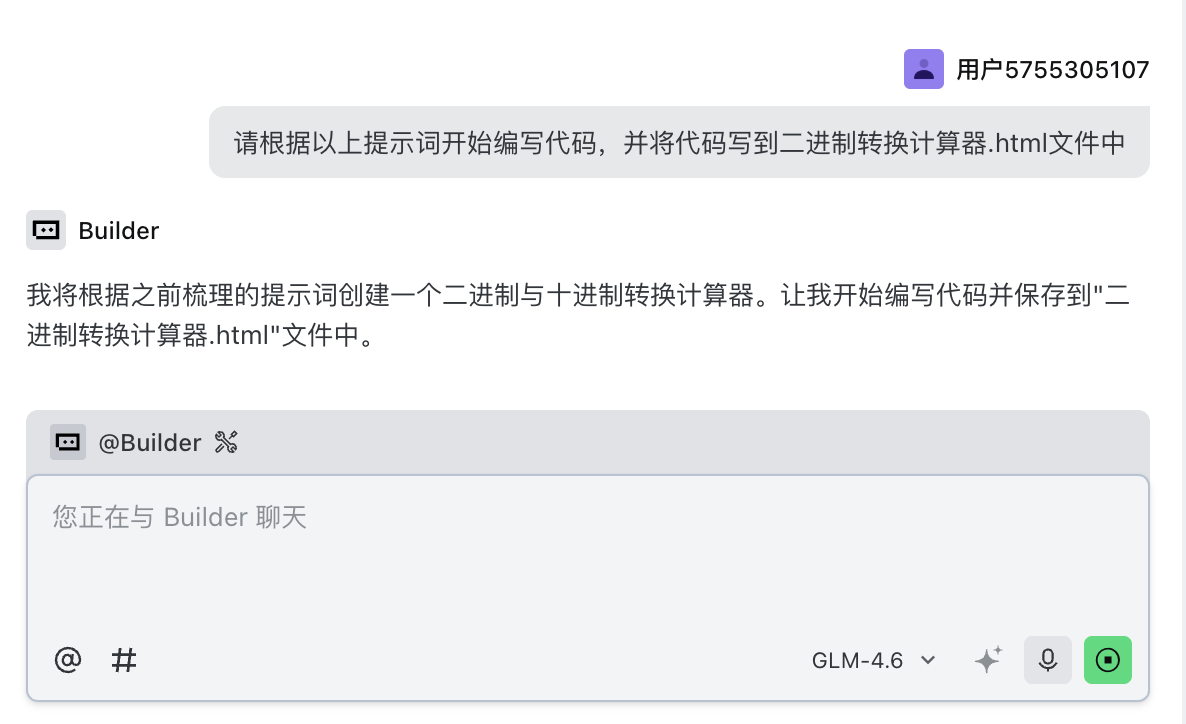 用户5755305107
请根据以上提示词开始编写代码，并将代码写到二进制转换计算器.html文件中
Builder
我将根据之前梳理的提示词创建一个二进制与十进制转换计算器。让我开始编写代码并保存到"二
进制转换计算器.html"文件中。
@Builder
您正在与 Builder 聊天
@ #
GLM-4.6